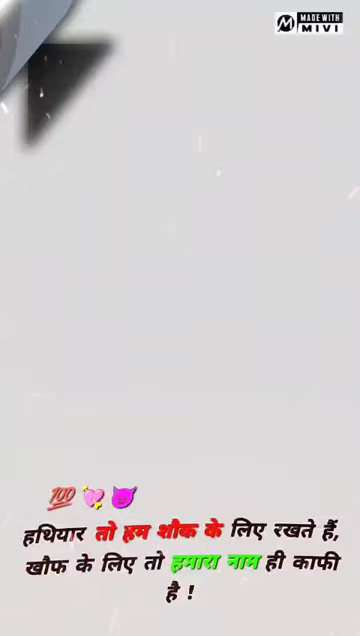 MADE WITH
MIVI
💯 💘 😈
हथियार तो हम शौक के लिए रखते हैं,
खौफ के लिए तो हमारा नाम ही काफी
है !